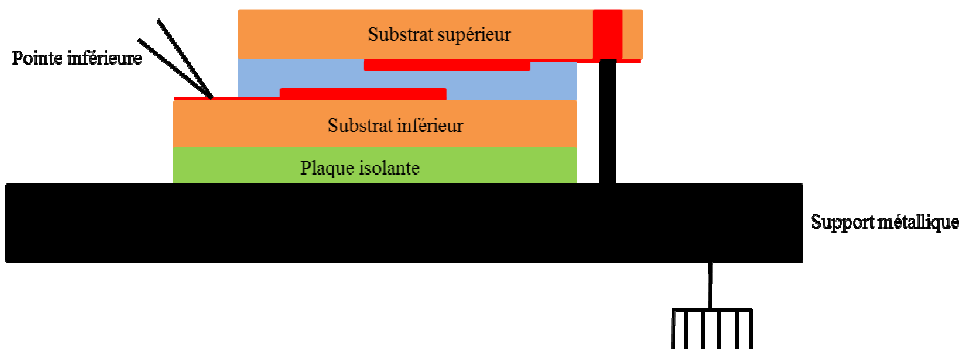 Substrat supérieur
Pointe inférieure
Substrat inférieur
Plaque isolante
Support métallique